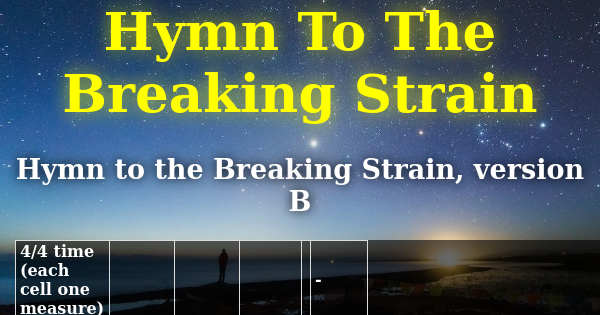 Hymn To The
Breaking Strain
Hymn to the Breaking Strain, version
B
4/4 time
(each
cell one
measure)
-